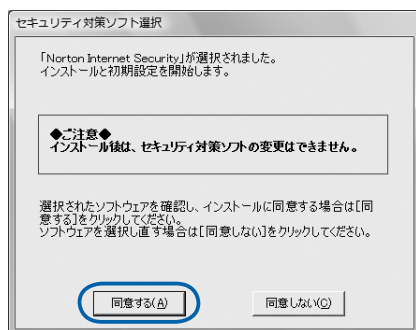 セキュリティ対策ソフト選択
「Norton Internet Security」が選択されました。
インストールと初期設定を開始します。
◆ご注意◆
インストール後は、セキュリティ対策ソフトの変更はできません。
選択されたソフトウェアを確認し、インストールに同意する場合は[同
意する]をクリックしてください。
ソフトウェアを選択し直す場合は[同意しない]をクリックしてください。
同意する(A) 同意しない(C)